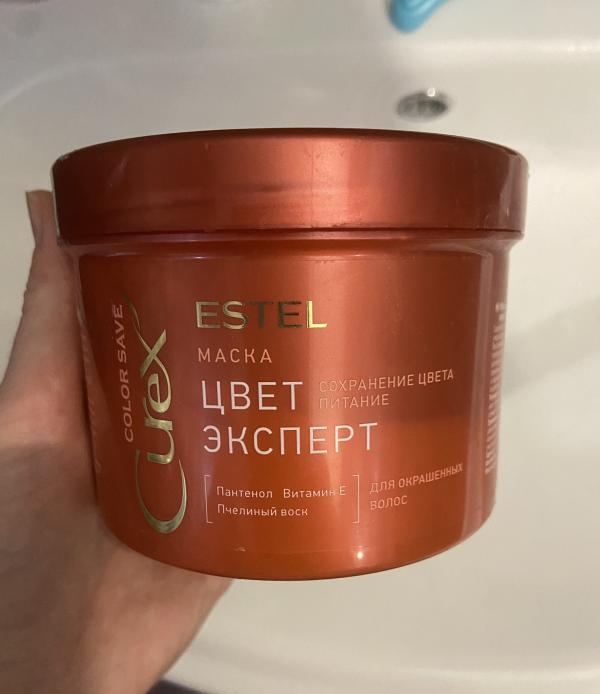 COLOR SAVE
Curex
ESTEL
МАСКА
ЦВЕТ
ЭКСПЕРТ
СОХРАНЕНИЕ ЦВЕТА
ПИТАНИЕ
Пантенол Витамин Е
Пчелиный воск
ДЛЯ ОКРАШЕННЫХ
ВОЛОС